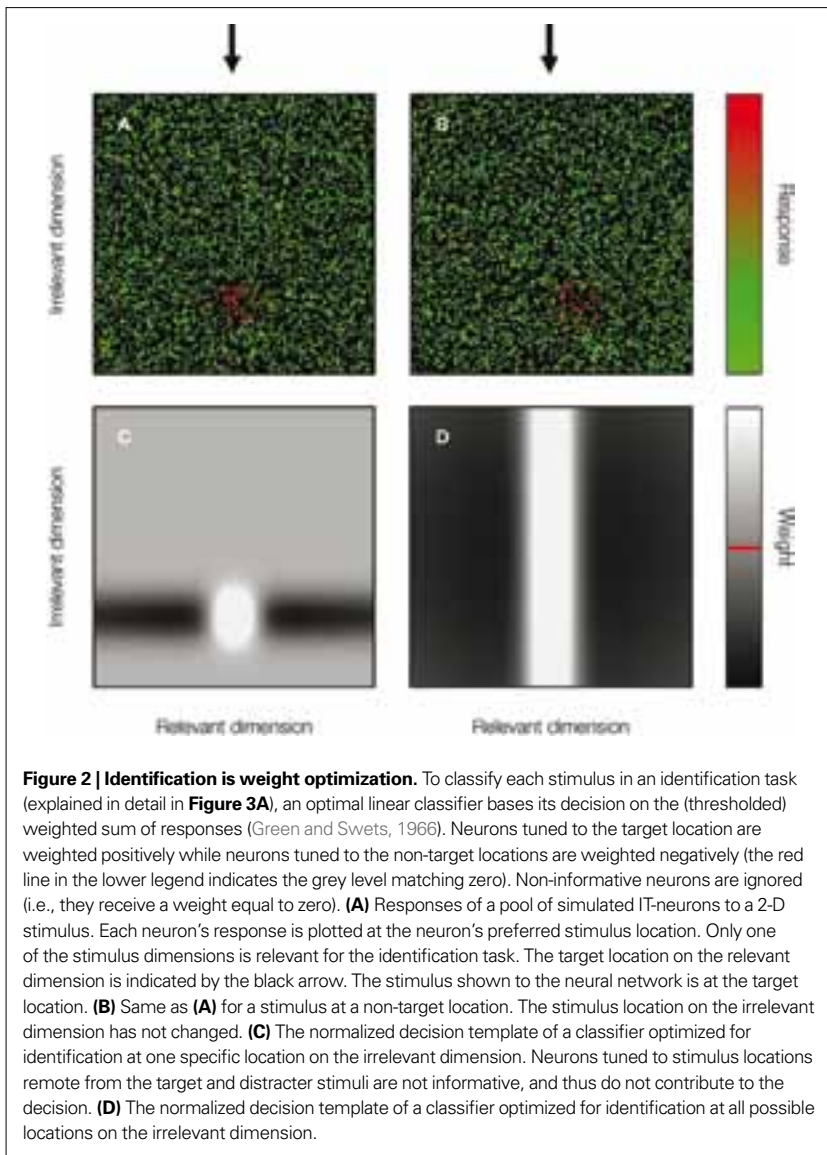 A
B
Irrelevant dimension
Response
C
D
Irrelevant dimension
Weight
Relevant dimension
Relevant dimension
Figure 2 | Identification is weight optimization. To classify each stimulus in an identification task
(explained in detail in Figure 3A), an optimal linear classifier bases its decision on the (thresholded)
weighted sum of responses (Green and Swets, 1966). Neurons tuned to the target location are
weighted positively while neurons tuned to the non-target locations are weighted negatively (the red
line in the lower legend indicates the grey level matching zero). Non-informative neurons are ignored
(i.e., they receive a weight equal to zero). (A) Responses of a pool of simulated IT-neurons to a 2-D
stimulus. Each neuron's response is plotted at the neuron's preferred stimulus location. Only one
of the stimulus dimensions is relevant for the identification task. The target location on the relevant
dimension is indicated by the black arrow. The stimulus shown to the neural network is at the target
location. (B) Same as (A) for a stimulus at a non-target location. The stimulus location on the irrelevant
dimension has not changed. (C) The normalized decision template of a classifier optimized for
identification at one specific location on the irrelevant dimension. Neurons tuned to stimulus locations
remote from the target and distracter stimuli are not informative, and thus do not contribute to the
decision. (D) The normalized decision template of a classifier optimized for identification at all possible
locations on the irrelevant dimension.